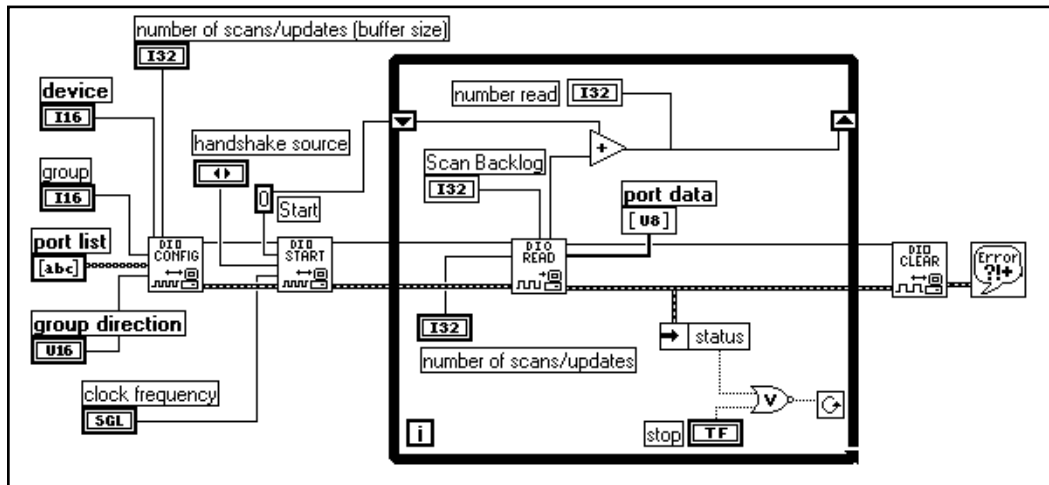 number of scans/updates (buffer size)
I32
device
I16
group
I16
port list
[abc]
group direction
U16
clock frequency
SGL
handshake source
0
Start
DIO
CONFIG
DIO
START
number read
I32
+
Scan Backlog
I32
port data
[U8]
DIO
READ
I32
number of scans/updates
status
V
stop
TF
i
DIO
CLEAR
Error
?!+